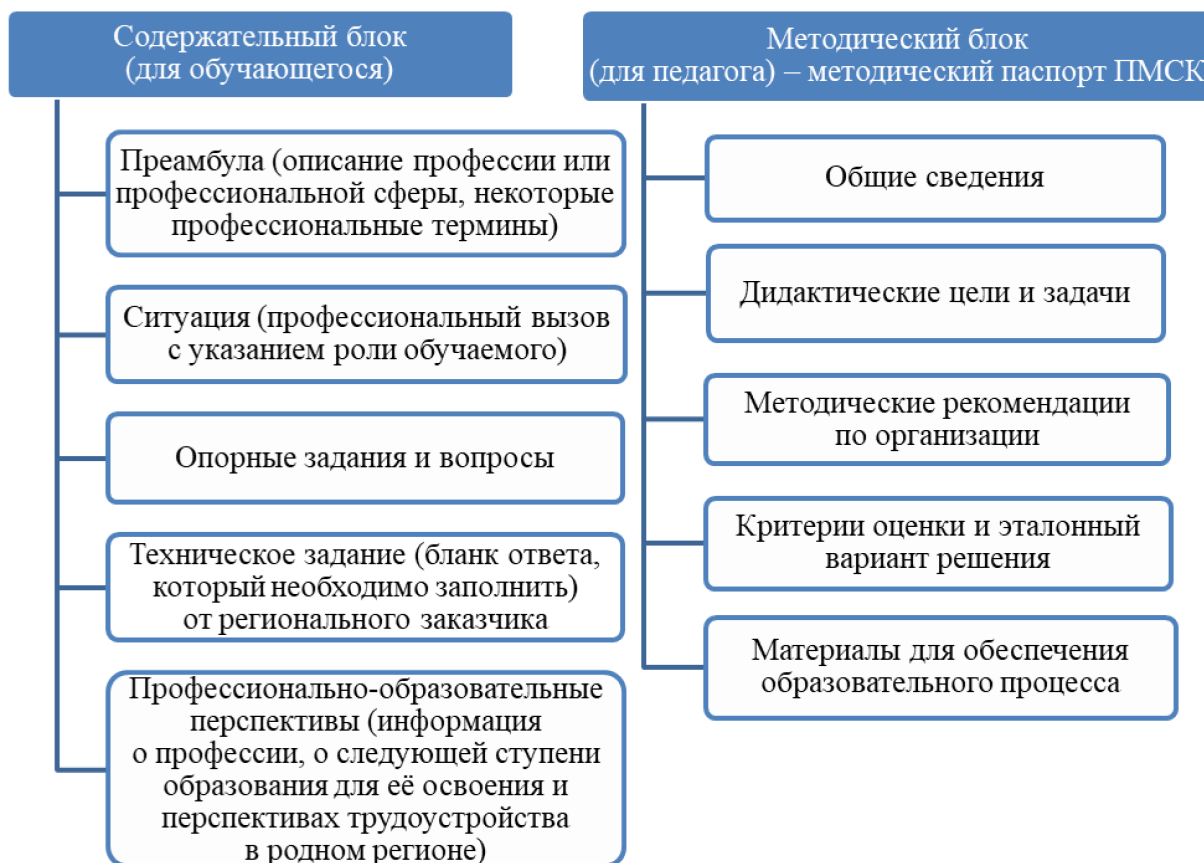 Содержательный блок
(для обучающегося)
Преамбула (описание профессии или
профессиональной сферы, некоторые
профессиональные термины)
Ситуация (профессиональный вызов
с указанием роли обучаемого)
Опорные задания и вопросы
Техническое задание (бланк ответа,
который необходимо заполнить)
от регионального заказчика
Профессионально-образовательные
перспективы (информация
о профессии, о следующей ступени
образования для её освоения и
перспективах трудоустройства
в родном регионе)
Методический блок
(для педагога) – методический паспорт ПМСК
Общие сведения
Дидактические цели и задачи
Методические рекомендации
по организации
Критерии оценки и эталонный
вариант решения
Материалы для обеспечения
образовательного процесса